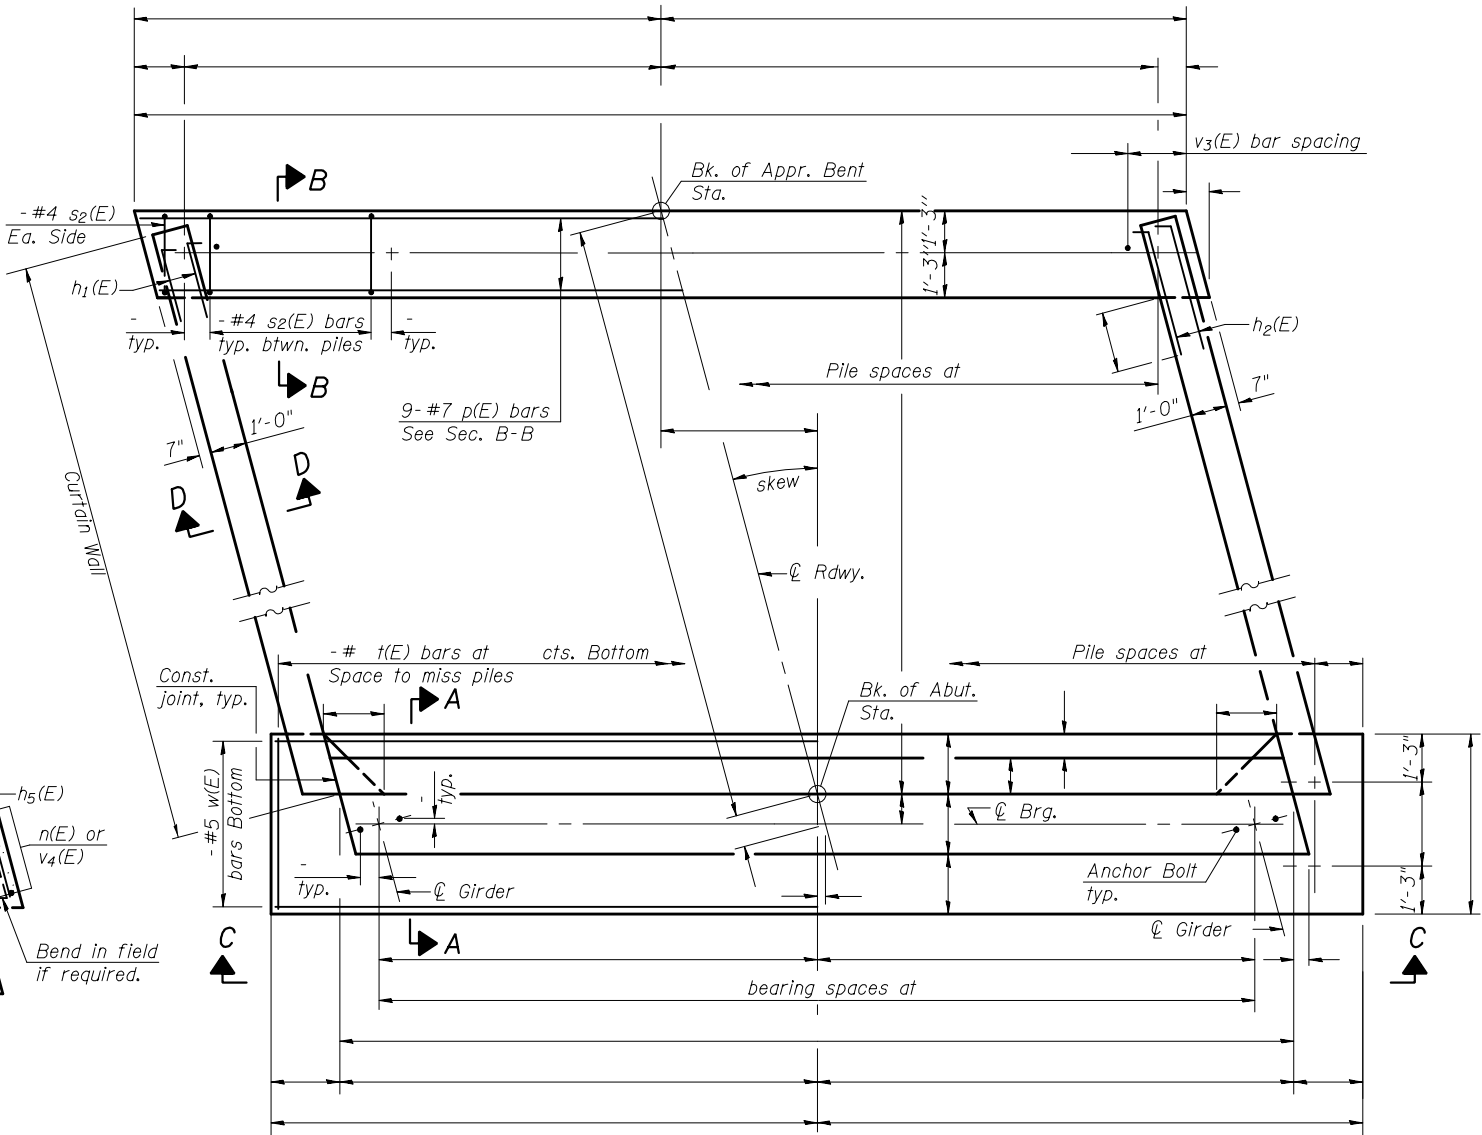 v3(E) bar spacing
B
Bk. of Appr. Bent
Sta.
- #4 s2(E)
Ea. Side
1'-3"
1'-3"
h1(E)
-
typ.
- #4 s2(E) bars
typ. btwn. piles
-
typ.
h2(E)
B
Pile spaces at
9- #7 p(E) bars
See Sec. B-B
7"
1'-0"
7"
1'-0"
Curtain Wall
D
D
skew
℄ Rdwy.
- # t(E) bars at cts. Bottom
Space to miss piles
Pile spaces at
Const.
joint, typ.
A
Bk. of Abut.
Sta.
- #5 w(E)
bars Bottom
-
typ.
1'-3"
h5(E)
n(E) or
v4(E)
℄ Brg.
-
typ.
℄ Girder
Anchor Bolt
typ.
1'-3"
℄ Girder
C
A
C
Bend in field
if required.
bearing spaces at